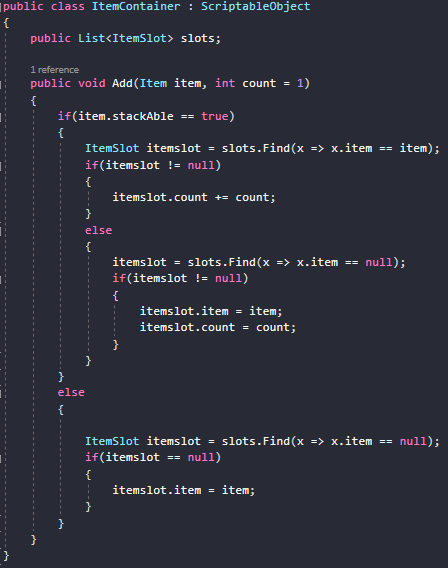 public class ItemContainer : ScriptableObject
{
    public List<ItemSlot> slots;
    1 reference
    public void Add(Item item, int count = 1)
    {
        if(item.stackAble == true)
        {
            ItemSlot itemslot = slots.Find(x => x.item == item);
            if(itemslot != null)
            {
                itemslot.count += count;
            }
            else
            {
                itemslot = slots.Find(x => x.item == null);
                if(itemslot != null)
                {
                    itemslot.item = item;
                    itemslot.count = count;
                }
            }
        }
        else
        {
            ItemSlot itemslot = slots.Find(x => x.item == null);
            if(itemslot == null)
            {
                itemslot.item = item;
            }
        }
    }
}